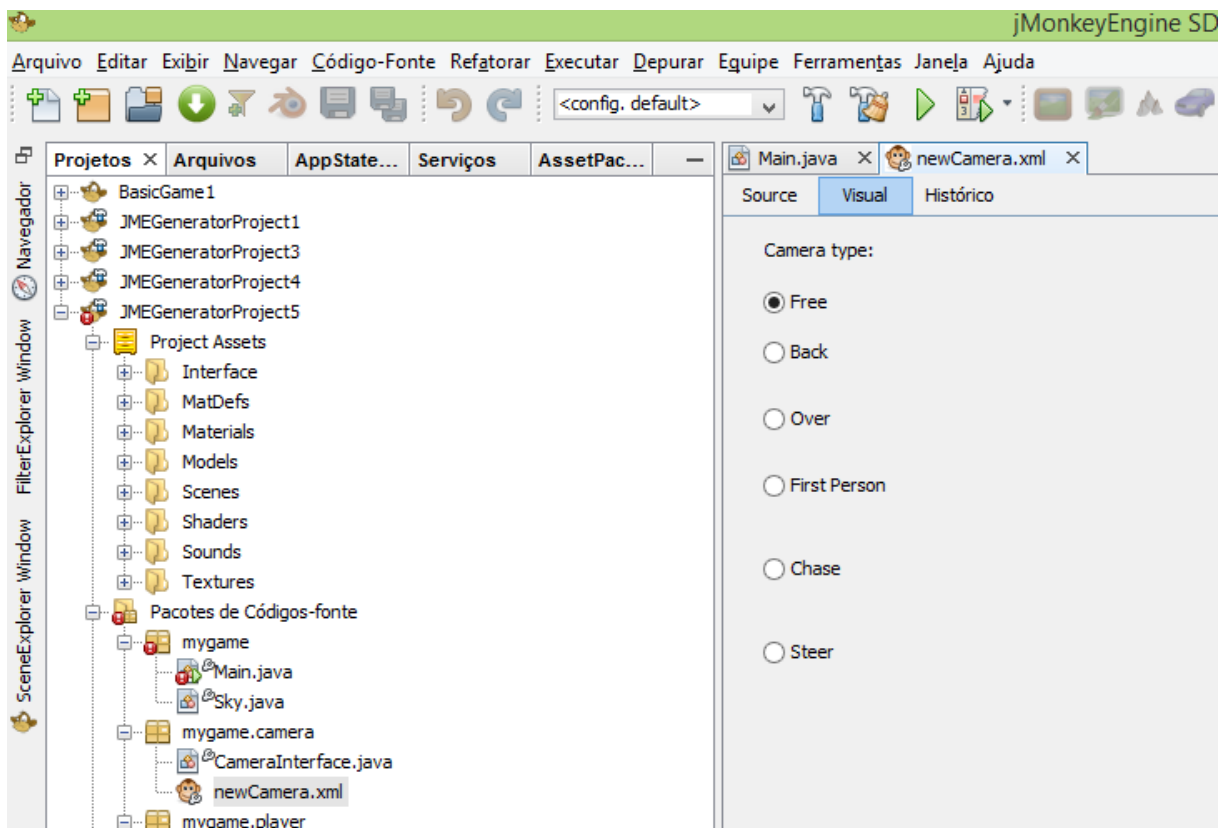 jMonkeyEngine SD
Arquivo Editar Exibir Navegar Código-Fonte Refatorar Executar Depurar Equipe Ferramentas Janela Ajuda
<config. default>
Projetos Arquivos AppState... Serviços AssetPac...
Main.java newCamera.xml
Source Visual Histórico
Navegador
FilterExplorer Window
SceneExplorer Window
BasicGame1
JMEGeneratorProject1
JMEGeneratorProject3
JMEGeneratorProject4
JMEGeneratorProject5
Project Assets
Interface
MatDefs
Materials
Models
Scenes
Shaders
Sounds
Textures
Pacotes de Códigos-fonte
mygame
Main.java
Sky.java
mygame.camera
CameraInterface.java
newCamera.xml
mygame.player
Camera type:
Free
Back
Over
First Person
Chase
Steer